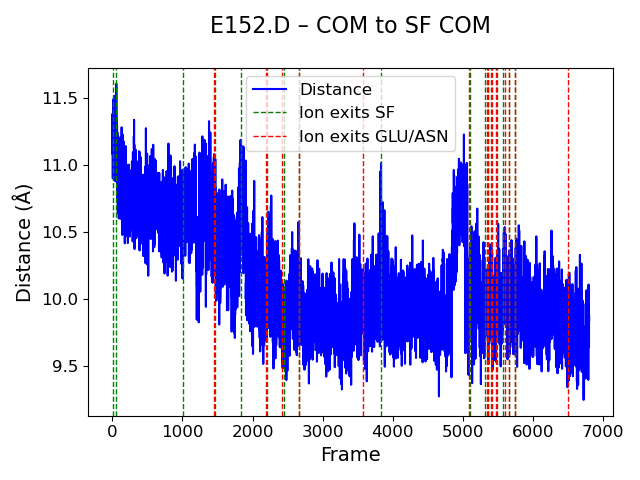 E152.D – COM to SF COM
Distance
Ion exits SF
Ion exits GLU/ASN
Distance (Å)
11.5
11.0
10.5
10.0
9.5
0 1000 2000 3000 4000 5000 6000 7000
Frame